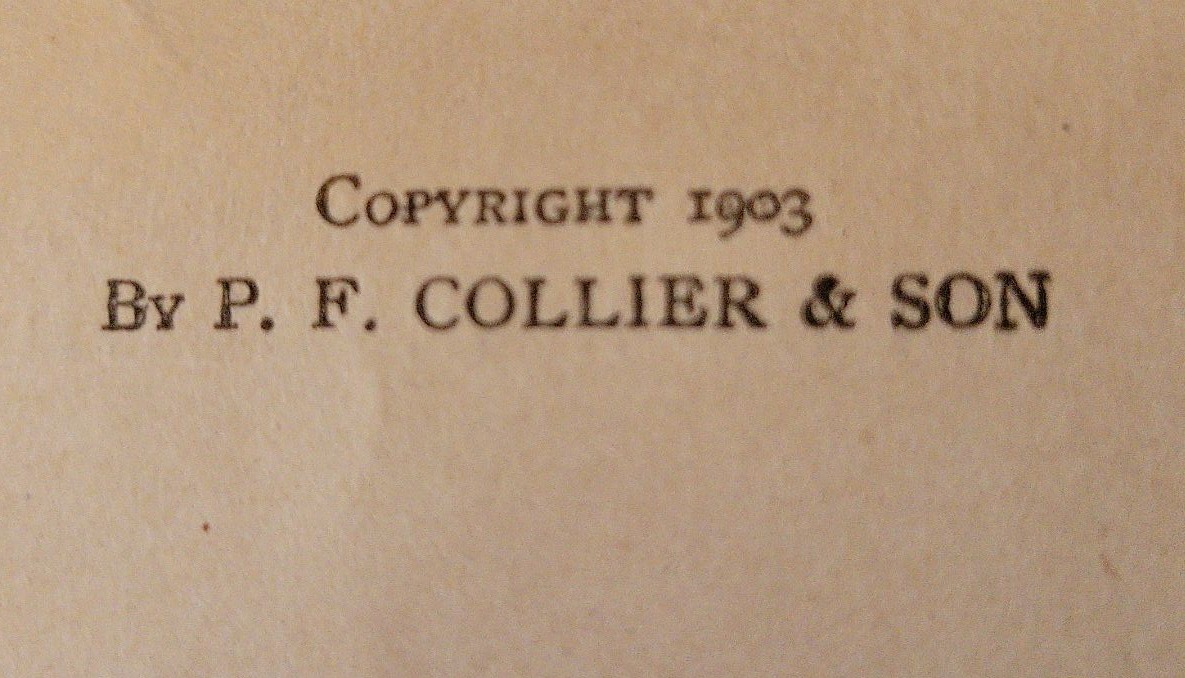 Copyright 1903
By P. F. COLLIER & SON